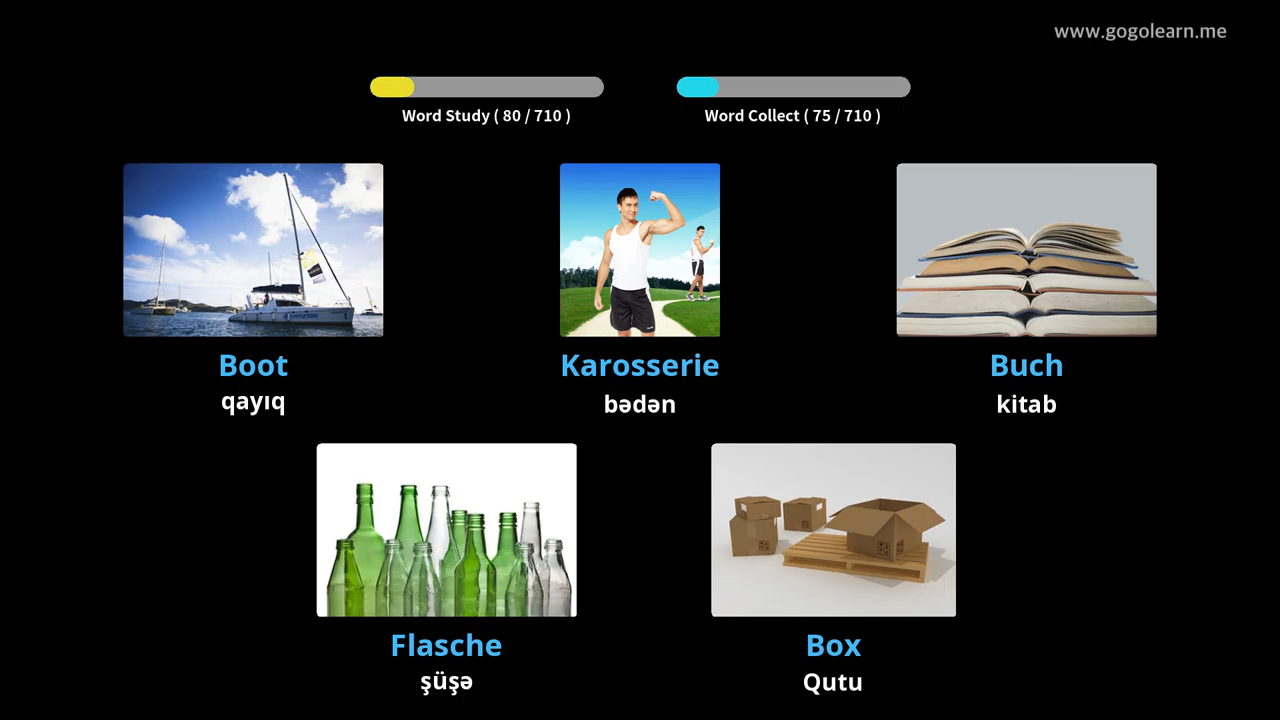 www.gogolearn.me
Word Study ( 80 / 710 )
Word Collect ( 75 / 710 )
Boot
qayıq
Karosserie
bədən
Buch
kitab
Flasche
şüşə
Box
Qutu